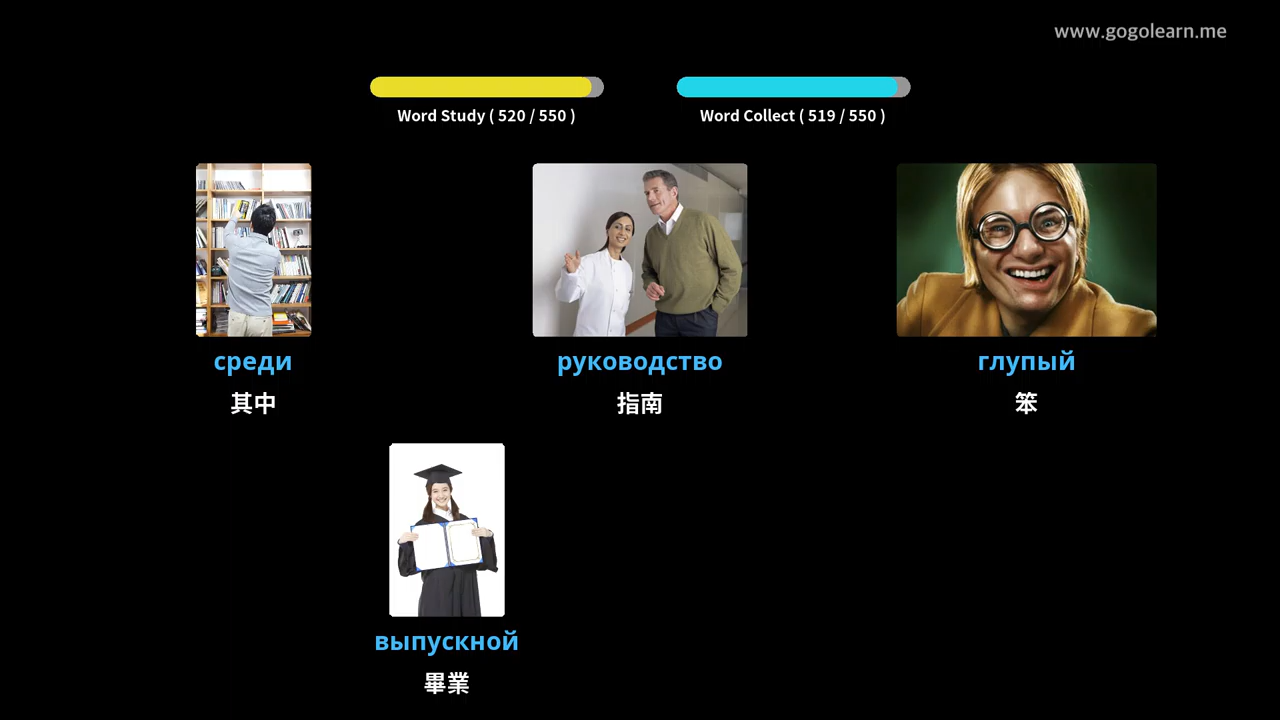 www.gogolearn.me
Word Study ( 520 / 550 )
Word Collect ( 519 / 550 )
среди
руководство
глупый
其中
指南
笨
выпускной
畢業